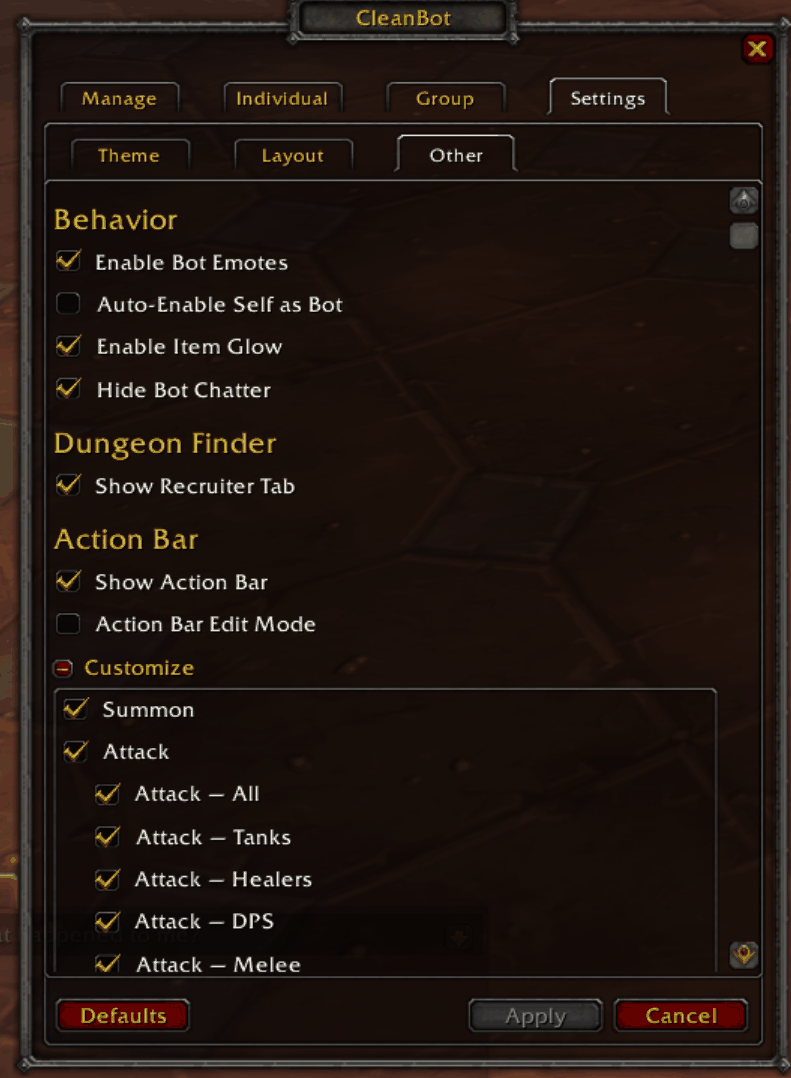 CleanBot
Manage Individual Group Settings
Theme Layout Other
Behavior
Enable Bot Emotes
Auto-Enable Self as Bot
Enable Item Glow
Hide Bot Chatter
Dungeon Finder
Show Recruiter Tab
Action Bar
Show Action Bar
Action Bar Edit Mode
Customize
Summon
Attack
Attack — All
Attack — Tanks
Attack — Healers
Attack — DPS
Attack — Melee
Defaults Apply Cancel